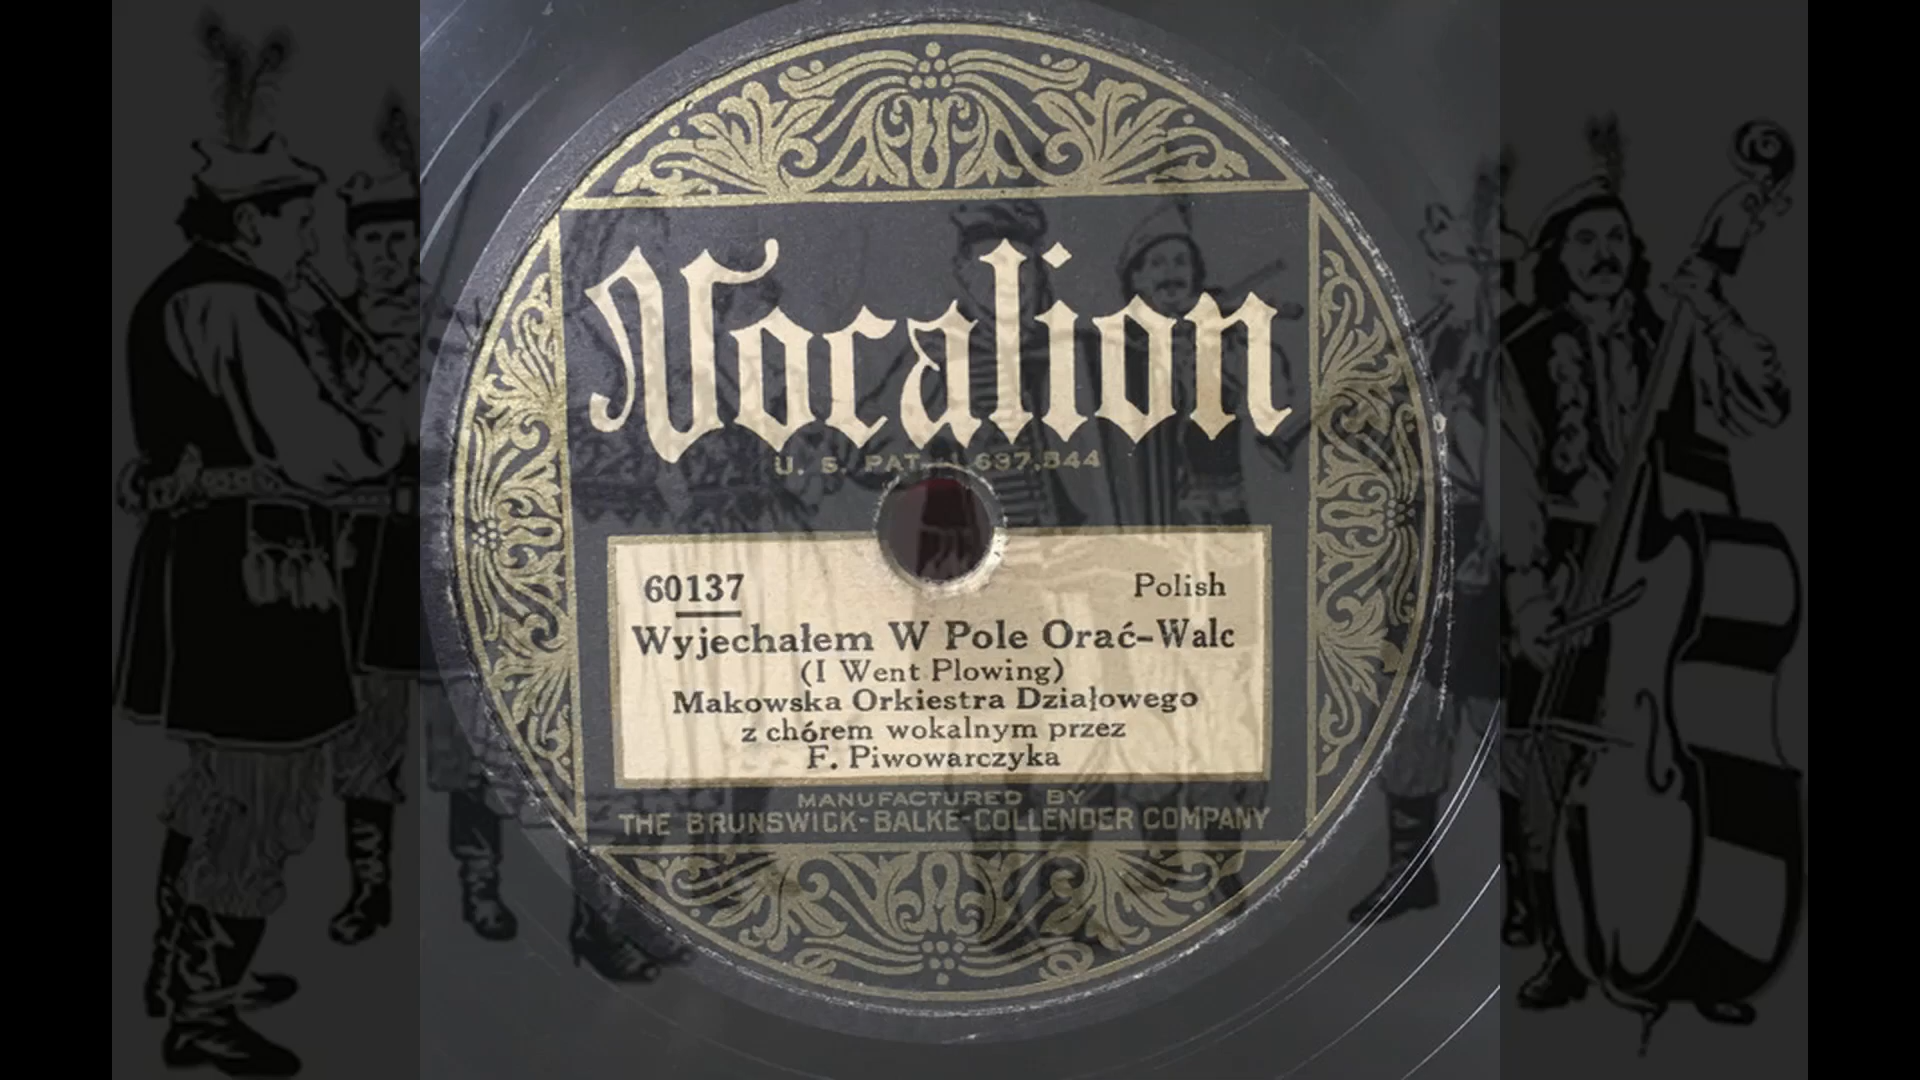 Vocalion
U. S. PAT. 1,637,544
60137 Polish
Wyjechałem W Pole Orać-Walc
(I Went Plowing)
Makowska Orkiestra Działowego
z chórem wokalnym przez
F. Piwowarczyka
MANUFACTURED BY
THE BRUNSWICK-BALKE-COLLENDER COMPANY